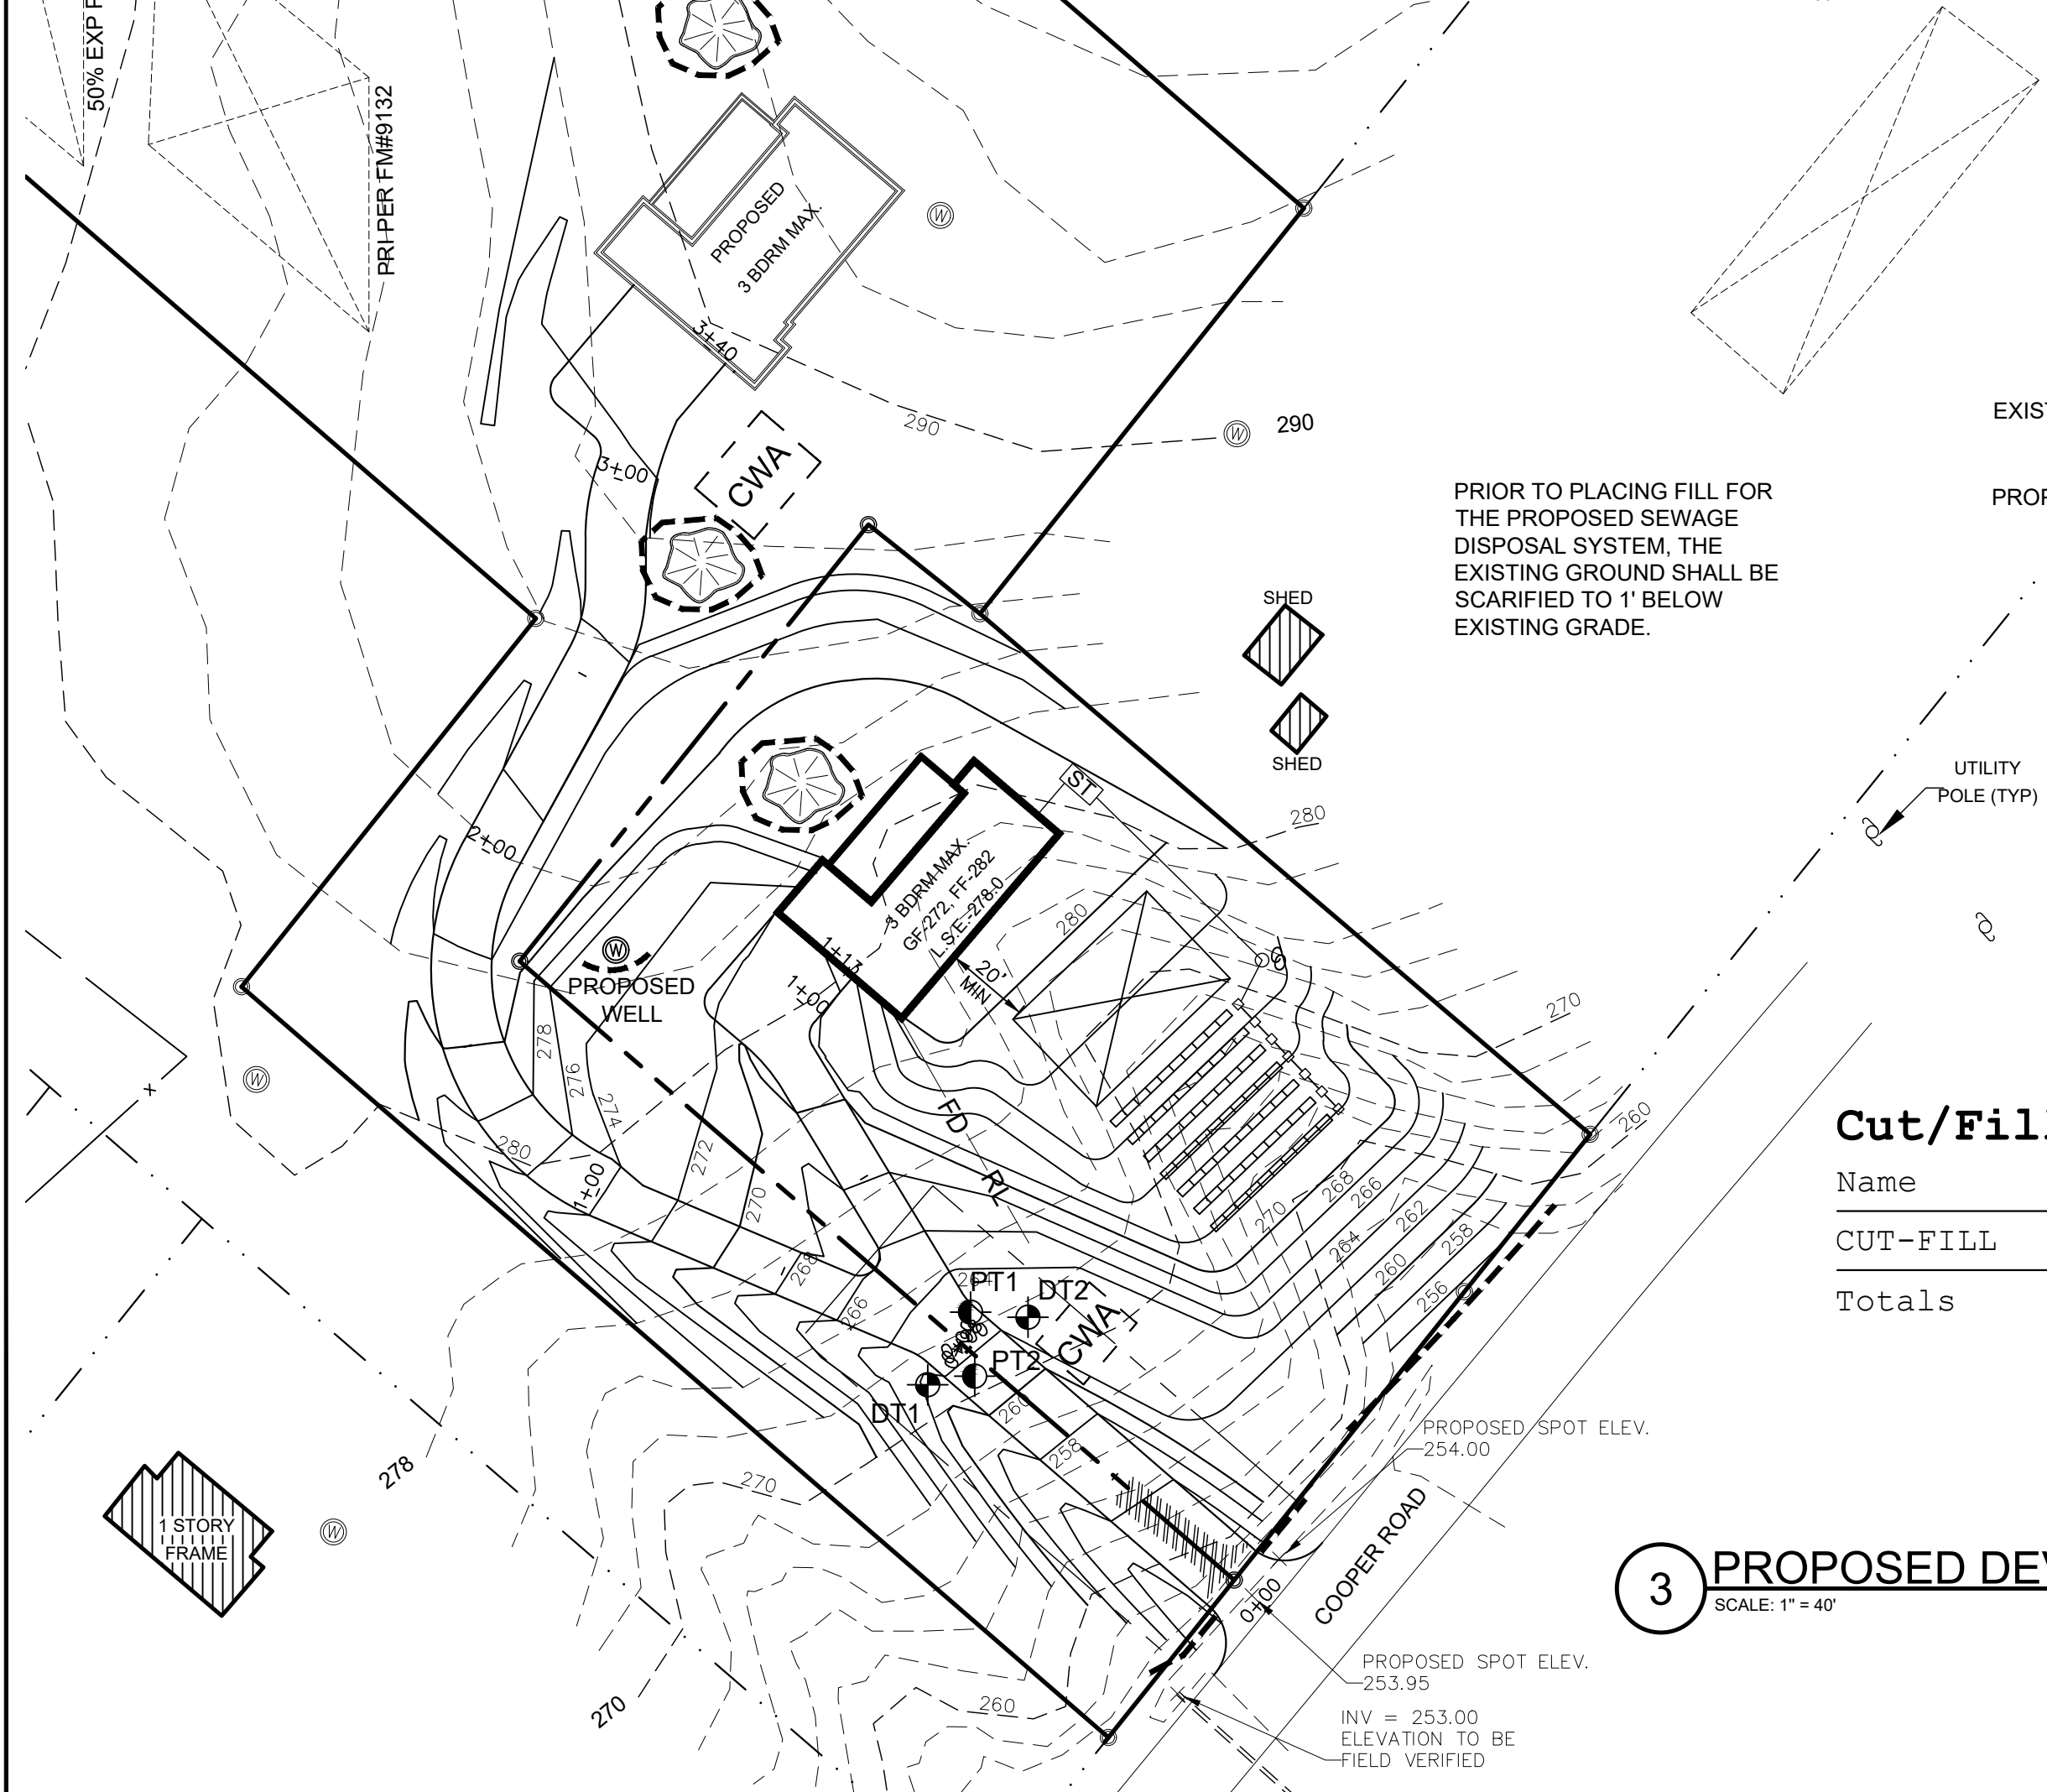 50% EXP
PRI PER FM#9132
PROPOSED
3 BDRM MAX.
W
3+40
290
W
290
3+00
CWA
EXIS
PROP
PRIOR TO PLACING FILL FOR
THE PROPOSED SEWAGE
DISPOSAL SYSTEM, THE
EXISTING GROUND SHALL BE
SCARIFIED TO 1' BELOW
EXISTING GRADE.
SHED
SHED
UTILITY
POLE (TYP)
ST
280
2+00
3 BDRM MAX.
GF-272, FF-282
L.S.E.-278.0
280
1+13
1+00
20'
MIN
W
PROPOSED
WELL
270
278
276
274
W
260
FD
RL
280
1+00
272
270
268
266
264
270
268
266
264
262
260
258
256
PT1
DT2
CWA
PT2
DT1
260
258
Cut/Fil
Name
CUT-FILL
Totals
PROPOSED SPOT ELEV.
254.00
278
270
1 STORY
FRAME
W
COOPER ROAD
0+00
3
PROPOSED DE
SCALE: 1" = 40'
PROPOSED SPOT ELEV.
253.95
270
260
INV = 253.00
ELEVATION TO BE
FIELD VERIFIED